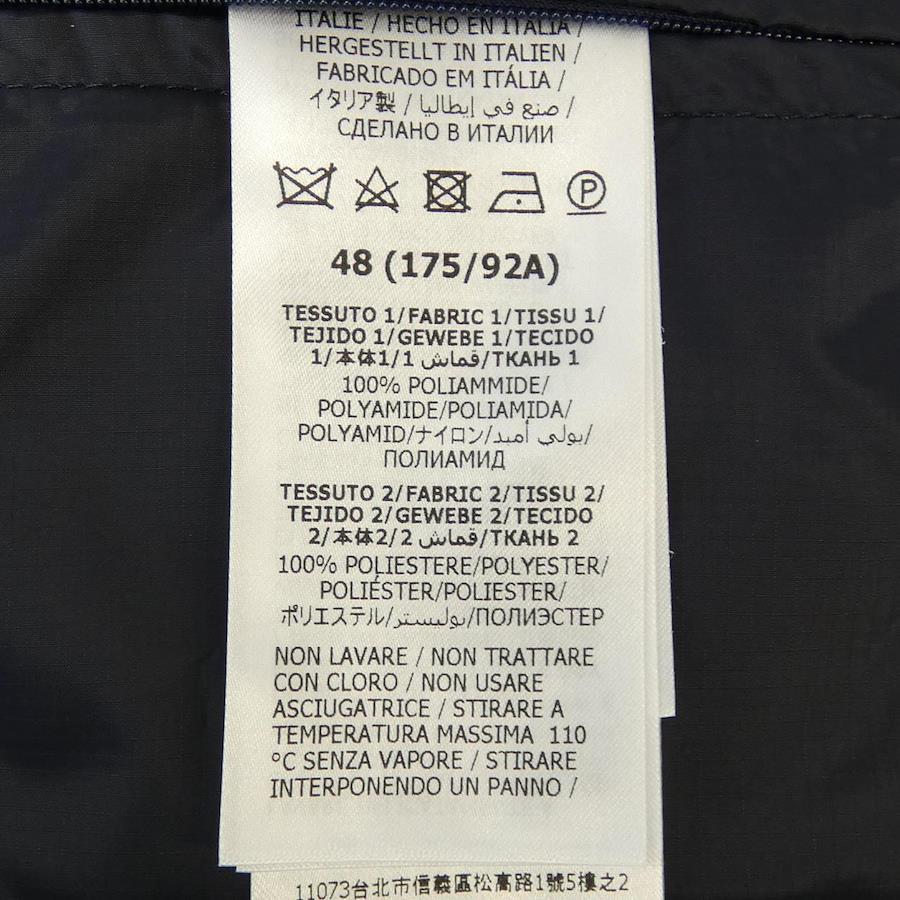 ITALIE / HECHO EN ITALIA /
HERGESTELLT IN ITALIEN /
FABRICADO EM ITÁLIA /
イタリア製 / صنع في إيطاليا /
СДЕЛАНО В ИТАЛИИ
P
48 (175/92A)
TESSUTO 1/FABRIC 1/TISSU 1/
TEJIDO 1/GEWEBE 1/TECIDO
1/本体1/قماش 1/ТКАНЬ 1
100% POLIAMMIDE/
POLYAMIDE/POLIAMIDA/
POLYAMID/ナイロン/بولي أميد/
ПОЛИАМИД
TESSUTO 2/FABRIC 2/TISSU 2/
TEJIDO 2/GEWEBE 2/TECIDO
2/本体2/قماش 2/ТКАНЬ 2
100% POLIESTERE/POLYESTER/
POLIÉSTER/POLIESTER/
ポリエステル/بوليستر/ПОЛИЭСТЕР
NON LAVARE / NON TRATTARE
CON CLORO / NON USARE
ASCIUGATRICE / STIRARE A
TEMPERATURA MASSIMA 110
°C SENZA VAPORE / STIRARE
INTERPONENDO UN PANNO /
11073台北市信義區松高路1號5樓之2